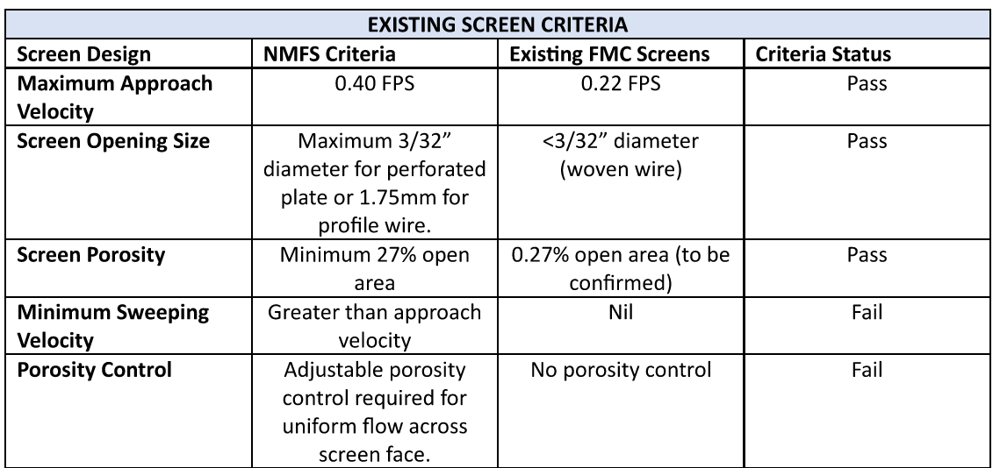 EXISTING SCREEN CRITERIA
Screen Design NMFS Criteria Existing FMC Screens Criteria Status
Maximum Approach Velocity 0.40 FPS 0.22 FPS Pass
Screen Opening Size Maximum 3/32” diameter for perforated plate or 1.75mm for profile wire. <3/32” diameter (woven wire) Pass
Screen Porosity Minimum 27% open area 0.27% open area (to be confirmed) Pass
Minimum Sweeping Velocity Greater than approach velocity Nil Fail
Porosity Control Adjustable porosity control required for uniform flow across screen face. No porosity control Fail